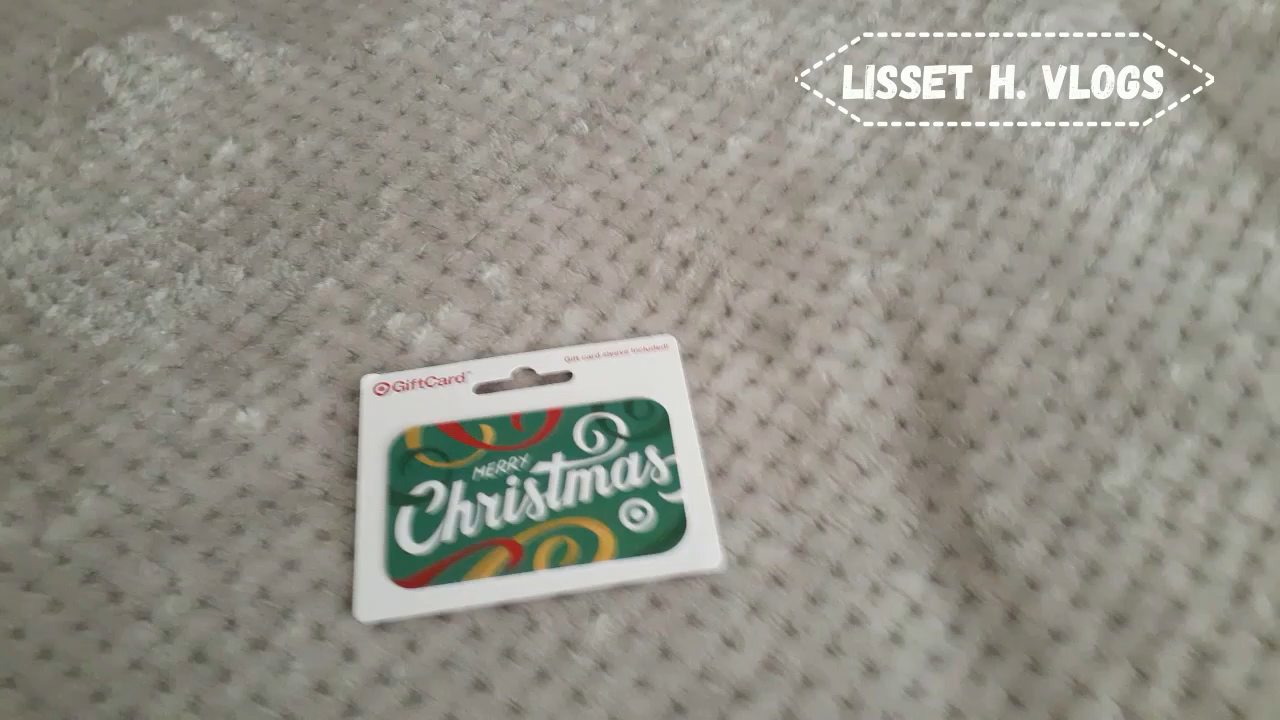 LISSET H. VLOGS
GiftCard
Gift card sleeve included!
MERRY
Christmas